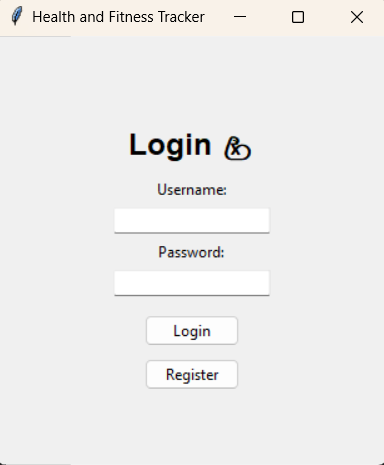 Health and Fitness Tracker
Login
Username:
Password:
Login
Register